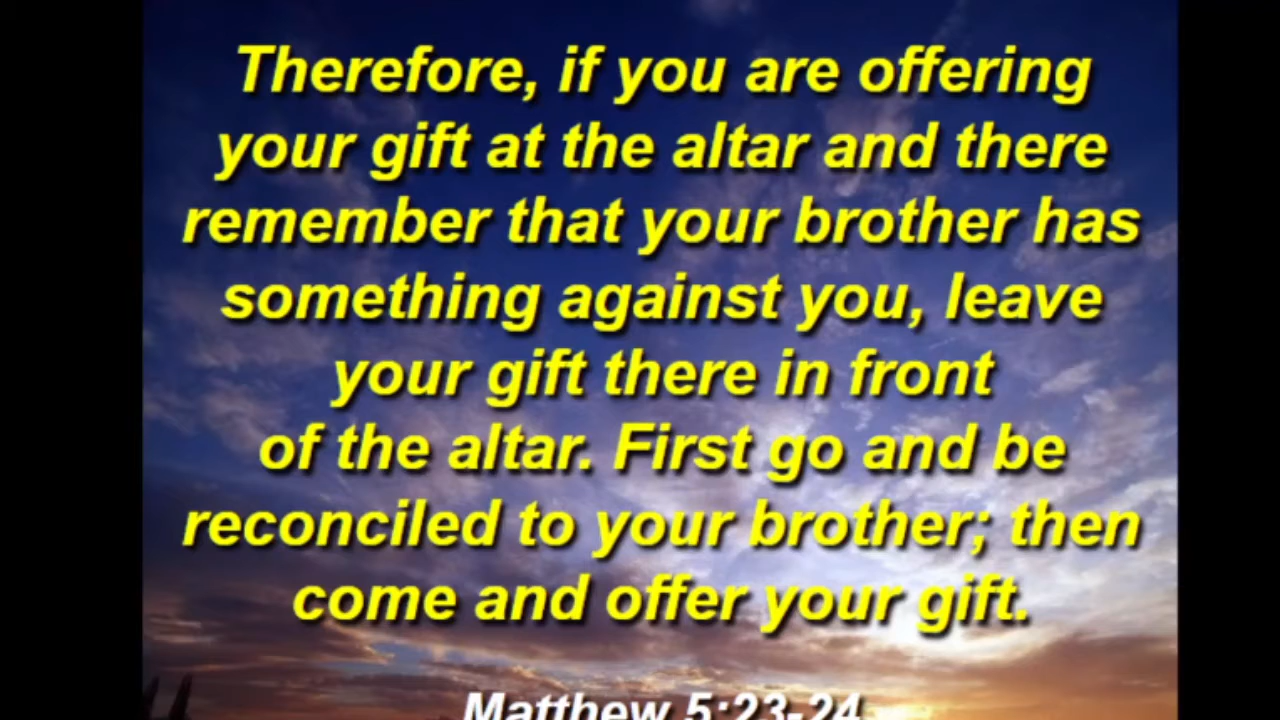 Therefore, if you are offering
your gift at the altar and there
remember that your brother has
something against you, leave
your gift there in front
of the altar. First go and be
reconciled to your brother; then
come and offer your gift.
Matthew 5:23-24